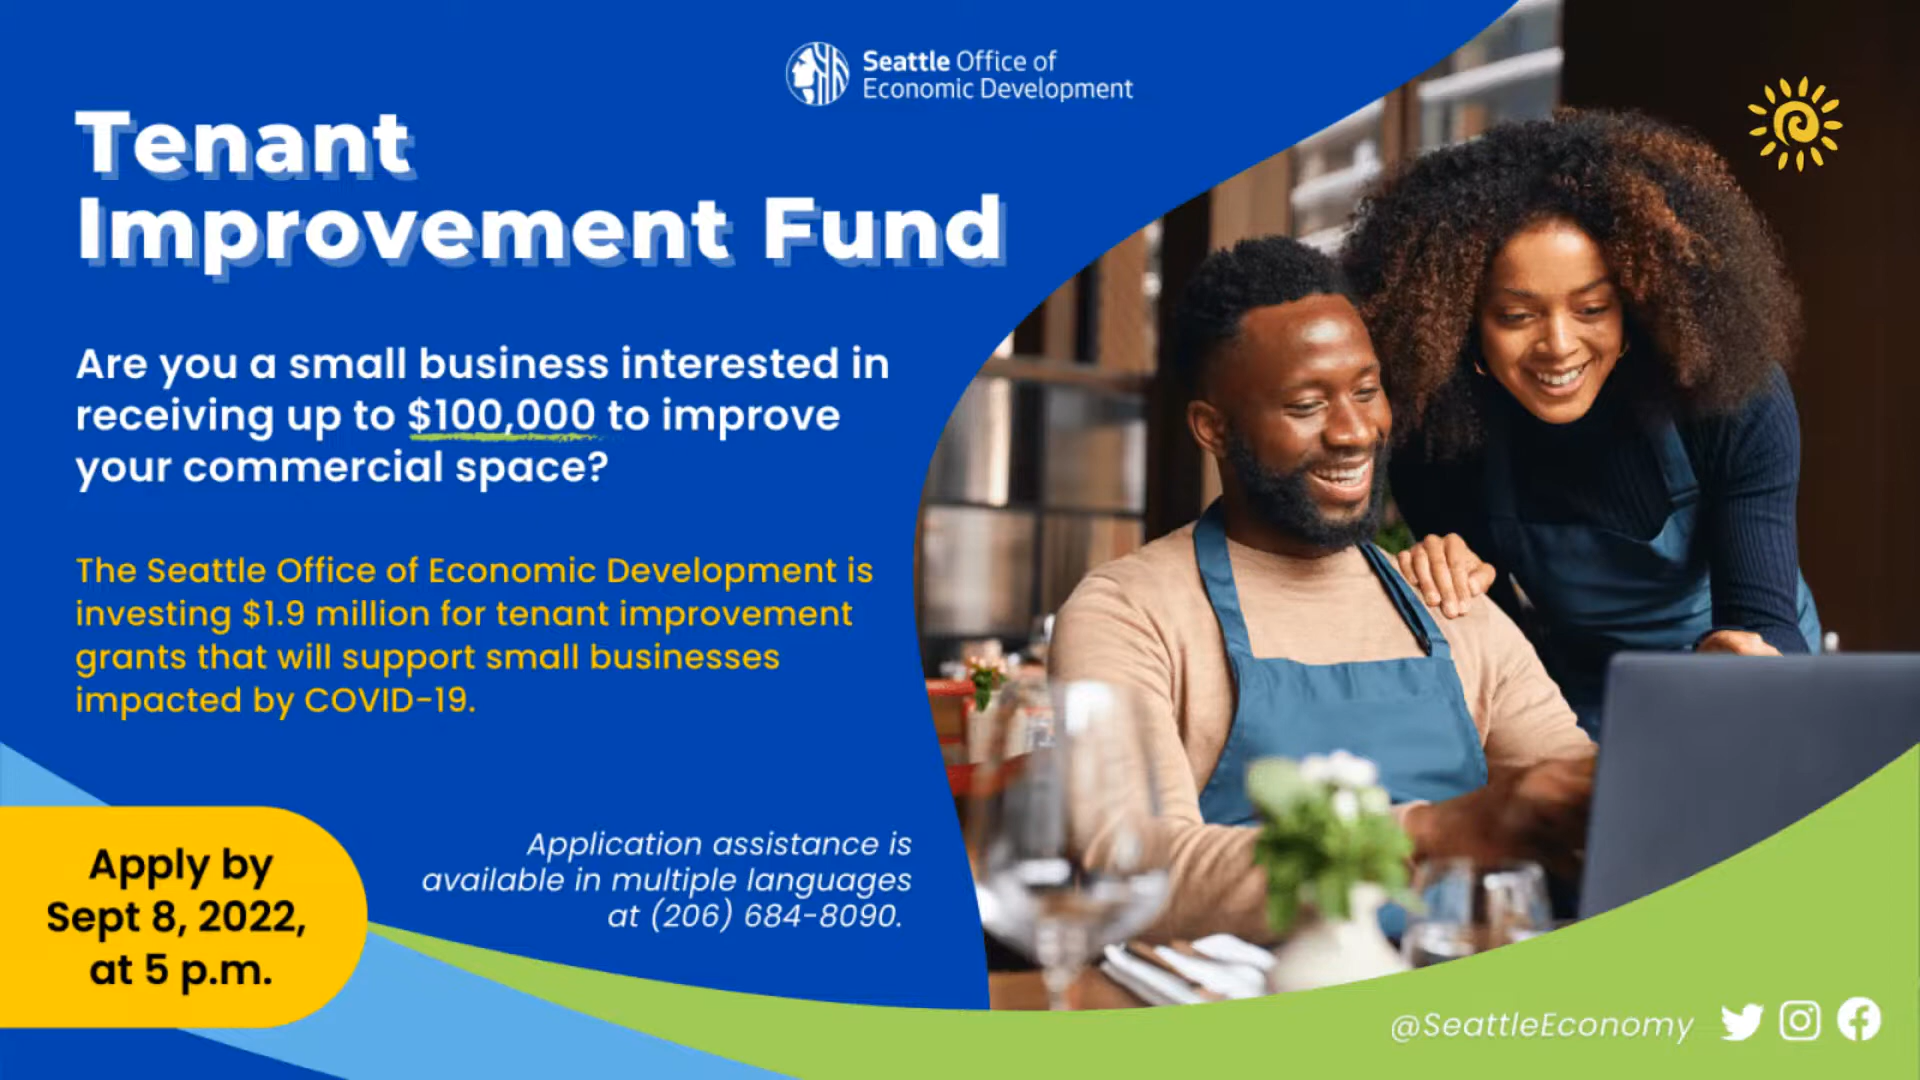 Seattle Office of
Economic Development
Tenant
Improvement Fund
Are you a small business interested in
receiving up to $100,000 to improve
your commercial space?
The Seattle Office of Economic Development is
investing $1.9 million for tenant improvement
grants that will support small businesses
impacted by COVID-19.
Apply by
Sept 8, 2022,
at 5 p.m.
Application assistance is
available in multiple languages
at (206) 684-8090.
@SeattleEconomy